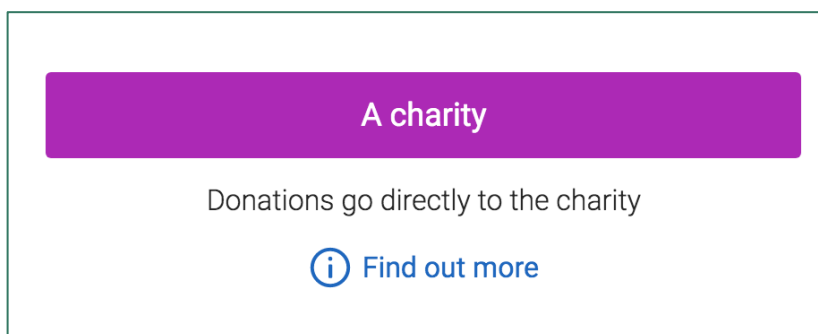 A charity
Donations go directly to the charity
Find out more